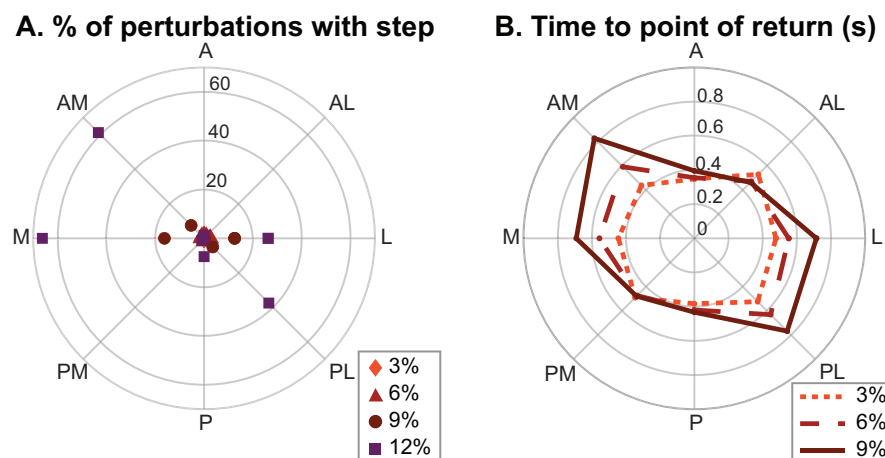 A. % of perturbations with step
A
AL
L
PL
P
PM
M
AM
60
40
20
3%
6%
9%
12%
B. Time to point of return (s)
A
AL
L
PL
P
PM
M
AM
0.8
0.6
0.4
0.2
0
3%
6%
9%